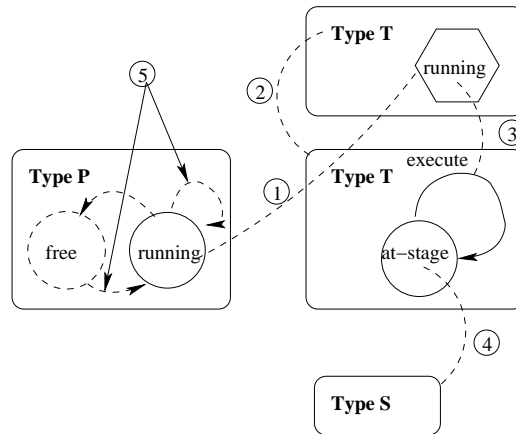 Type T
running
5
2
3
Type P
Type T
execute
1
free
running
at-stage
4
Type S